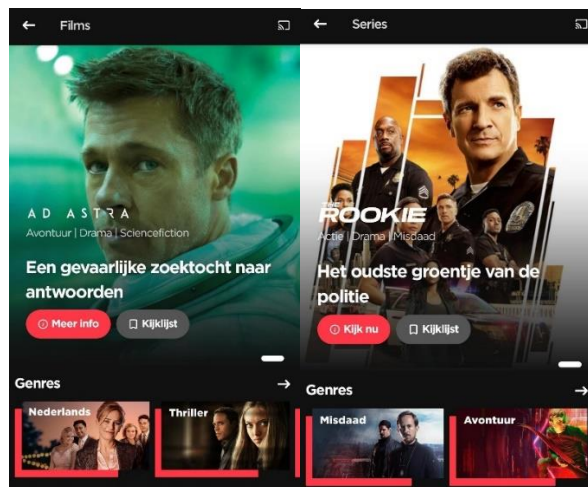 Films
AD ASTRA
Avontuur | Drama | Sciencefiction
Een gevaarlijke zoektocht naar
antwoorden
Meer info
Kijklijst
Genres
Nederlands
Thriller
Series
THE
ROOKIE
Actie | Drama | Misdaad
Het oudste groentje van de
politie
Kijk nu
Kijklijst
Genres
Misdaad
Avontuur